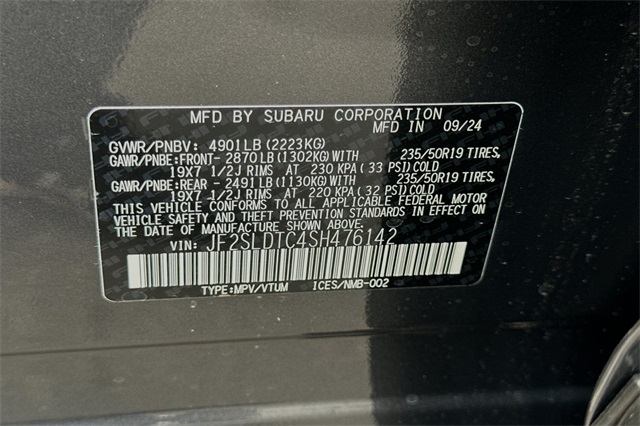 MFD BY SUBARU CORPORATION
MFD IN 09/24
GVWR/PNBV: 4901LB(2223KG)
GAWR/PNBE:FRONT- 2870LB(1302KG)WITH 235/50R19 TIRES,
19X7 1/2J RIMS AT 230 KPA( 33 PSI)COLD.
GAWR/PNBE:REAR - 2491LB(1130KG)WITH 235/50R19 TIRES,
19X7 1/2J RIMS AT 220 KPA( 32 PSI)COLD.
THIS VEHICLE CONFORMS TO ALL APPLICABLE FEDERAL MOTOR
VEHICLE SAFETY AND THEFT PREVENTION STANDARDS IN EFFECT ON
THE DATE OF MANUFACTURE SHOWN ABOVE.
VIN: JF2SLDTC4SH476142
TYPE:MPV/VTUM ICES/NMB-002